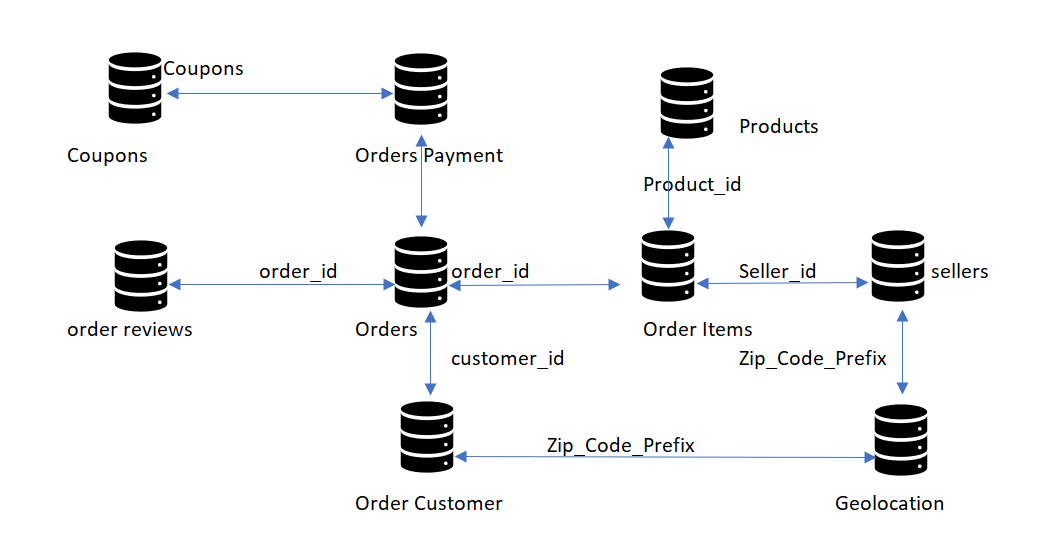 Coupons
Coupons
Orders Payment
Products
Product_id
order_id
order_id
Seller_id
sellers
order reviews
Orders
Order Items
customer_id
Zip_Code_Prefix
Zip_Code_Prefix
Order Customer
Geolocation